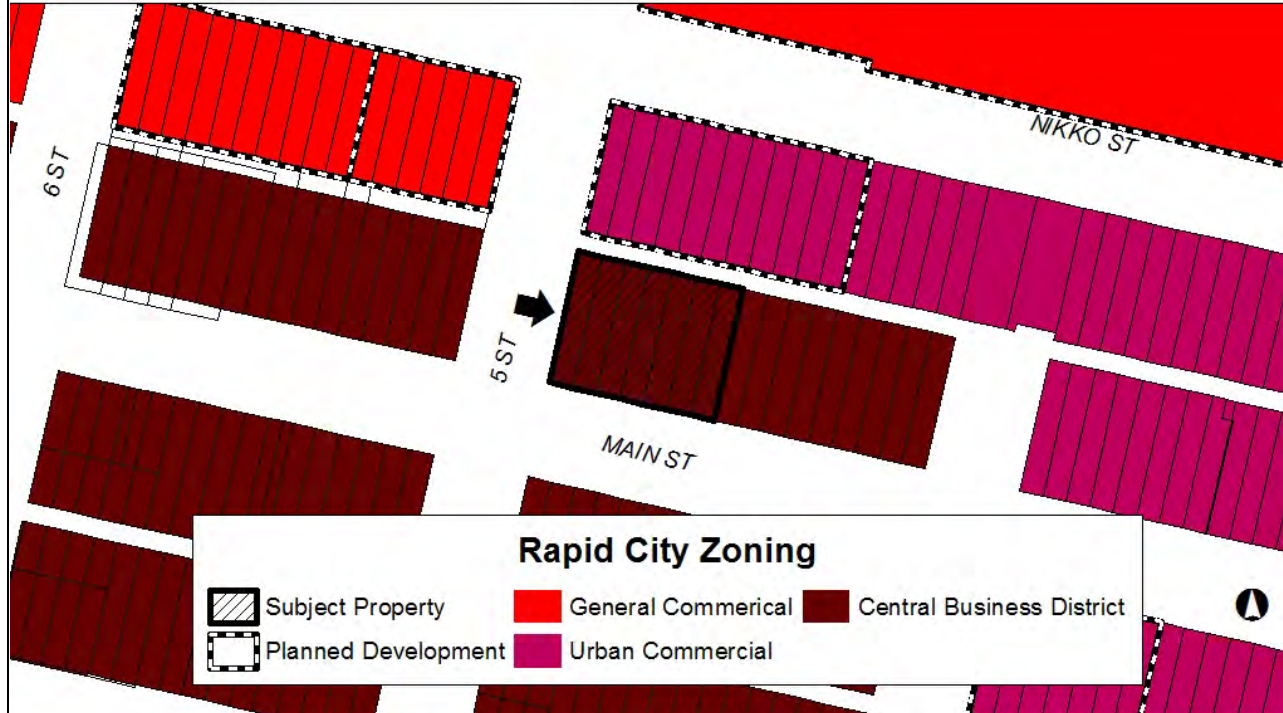 NIKKO ST
6 ST
5 ST
MAIN ST
Rapid City Zoning
Subject Property
General Commerical
Central Business District
Planned Development
Urban Commercial